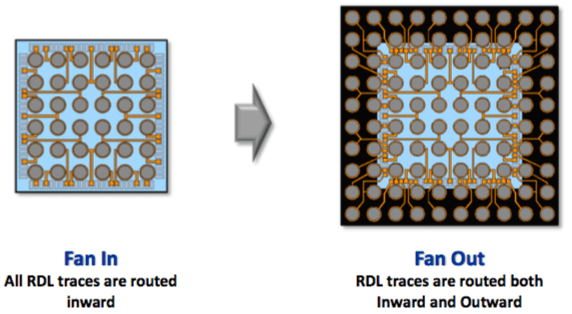 Fan In
All RDL traces are routed
inward
Fan Out
RDL traces are routed both
Inward and Outward